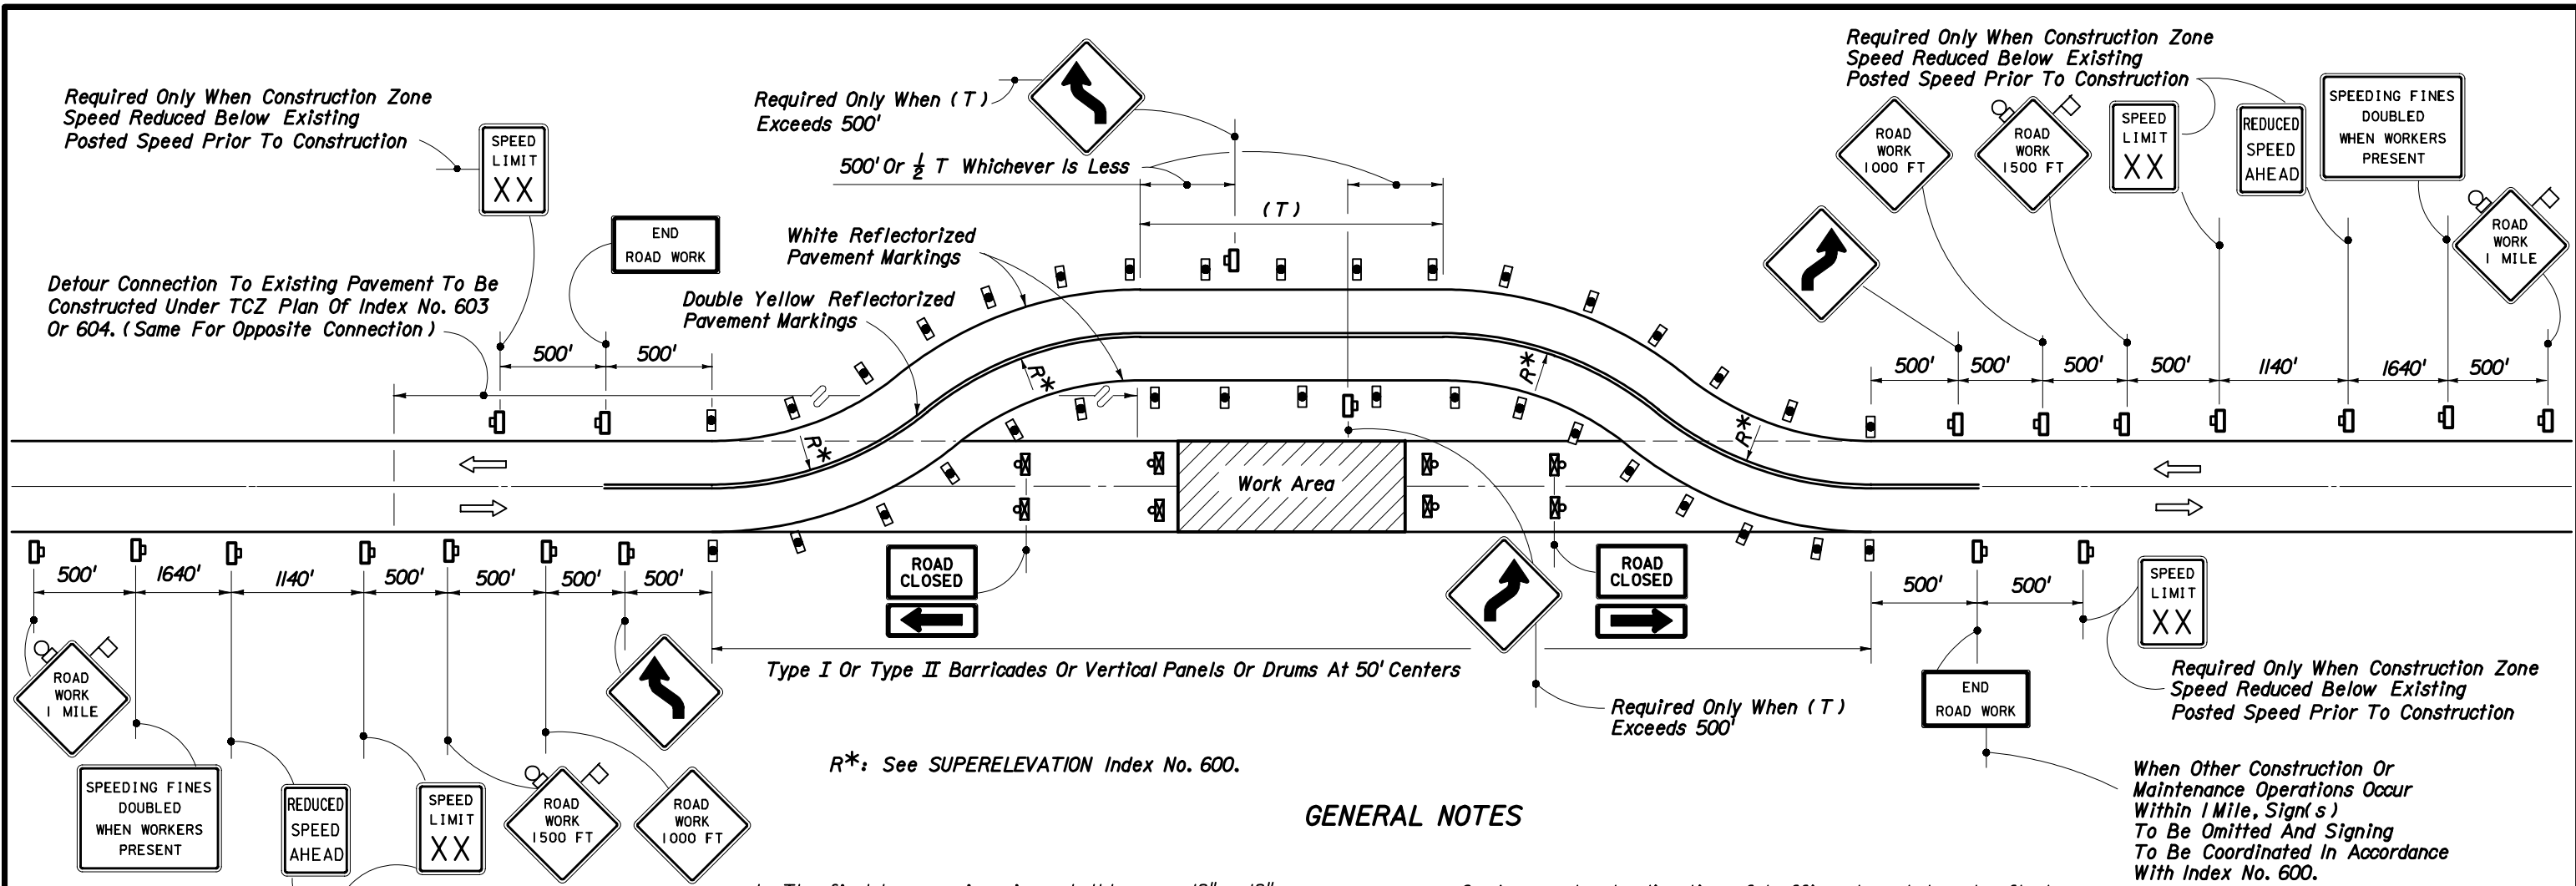 Required Only When Construction Zone
Speed Reduced Below Existing
Posted Speed Prior To Construction
SPEED
LIMIT
XX
END
ROAD WORK
Detour Connection To Existing Pavement To Be
Constructed Under TCZ Plan Of Index No. 603
Or 604. (Same For Opposite Connection)
500'
500'
Required Only When (T)
Exceeds 500'
500' Or 1/2 T Whichever Is Less
(T)
White Reflectorized
Pavement Markings
Double Yellow Reflectorized
Pavement Markings
Required Only When Construction Zone
Speed Reduced Below Existing
Posted Speed Prior To Construction
ROAD
WORK
1000 FT
ROAD
WORK
1500 FT
SPEED
LIMIT
XX
REDUCED
SPEED
AHEAD
SPEEDING FINES
DOUBLED
WHEN WORKERS
PRESENT
ROAD
WORK
1 MILE
500'
500'
500'
500'
1140'
1640'
500'
R*
R*
R*
R*
Work Area
500'
1640'
1140'
500'
500'
500'
500'
ROAD
CLOSED
ROAD
CLOSED
500'
500'
SPEED
LIMIT
XX
ROAD
WORK
1 MILE
Type I Or Type II Barricades Or Vertical Panels Or Drums At 50' Centers
Required Only When (T)
Exceeds 500'
END
ROAD WORK
Required Only When Construction Zone
Speed Reduced Below Existing
Posted Speed Prior To Construction
SPEEDING FINES
DOUBLED
WHEN WORKERS
PRESENT
REDUCED
SPEED
AHEAD
SPEED
LIMIT
XX
ROAD
WORK
1500 FT
ROAD
WORK
1000 FT
R*: See SUPERELEVATION Index No. 600.
GENERAL NOTES
When Other Construction Or
Maintenance Operations Occur
Within 1 Mile, Sign(s)
To Be Omitted And Signing
To Be Coordinated In Accordance
With Index No. 600.